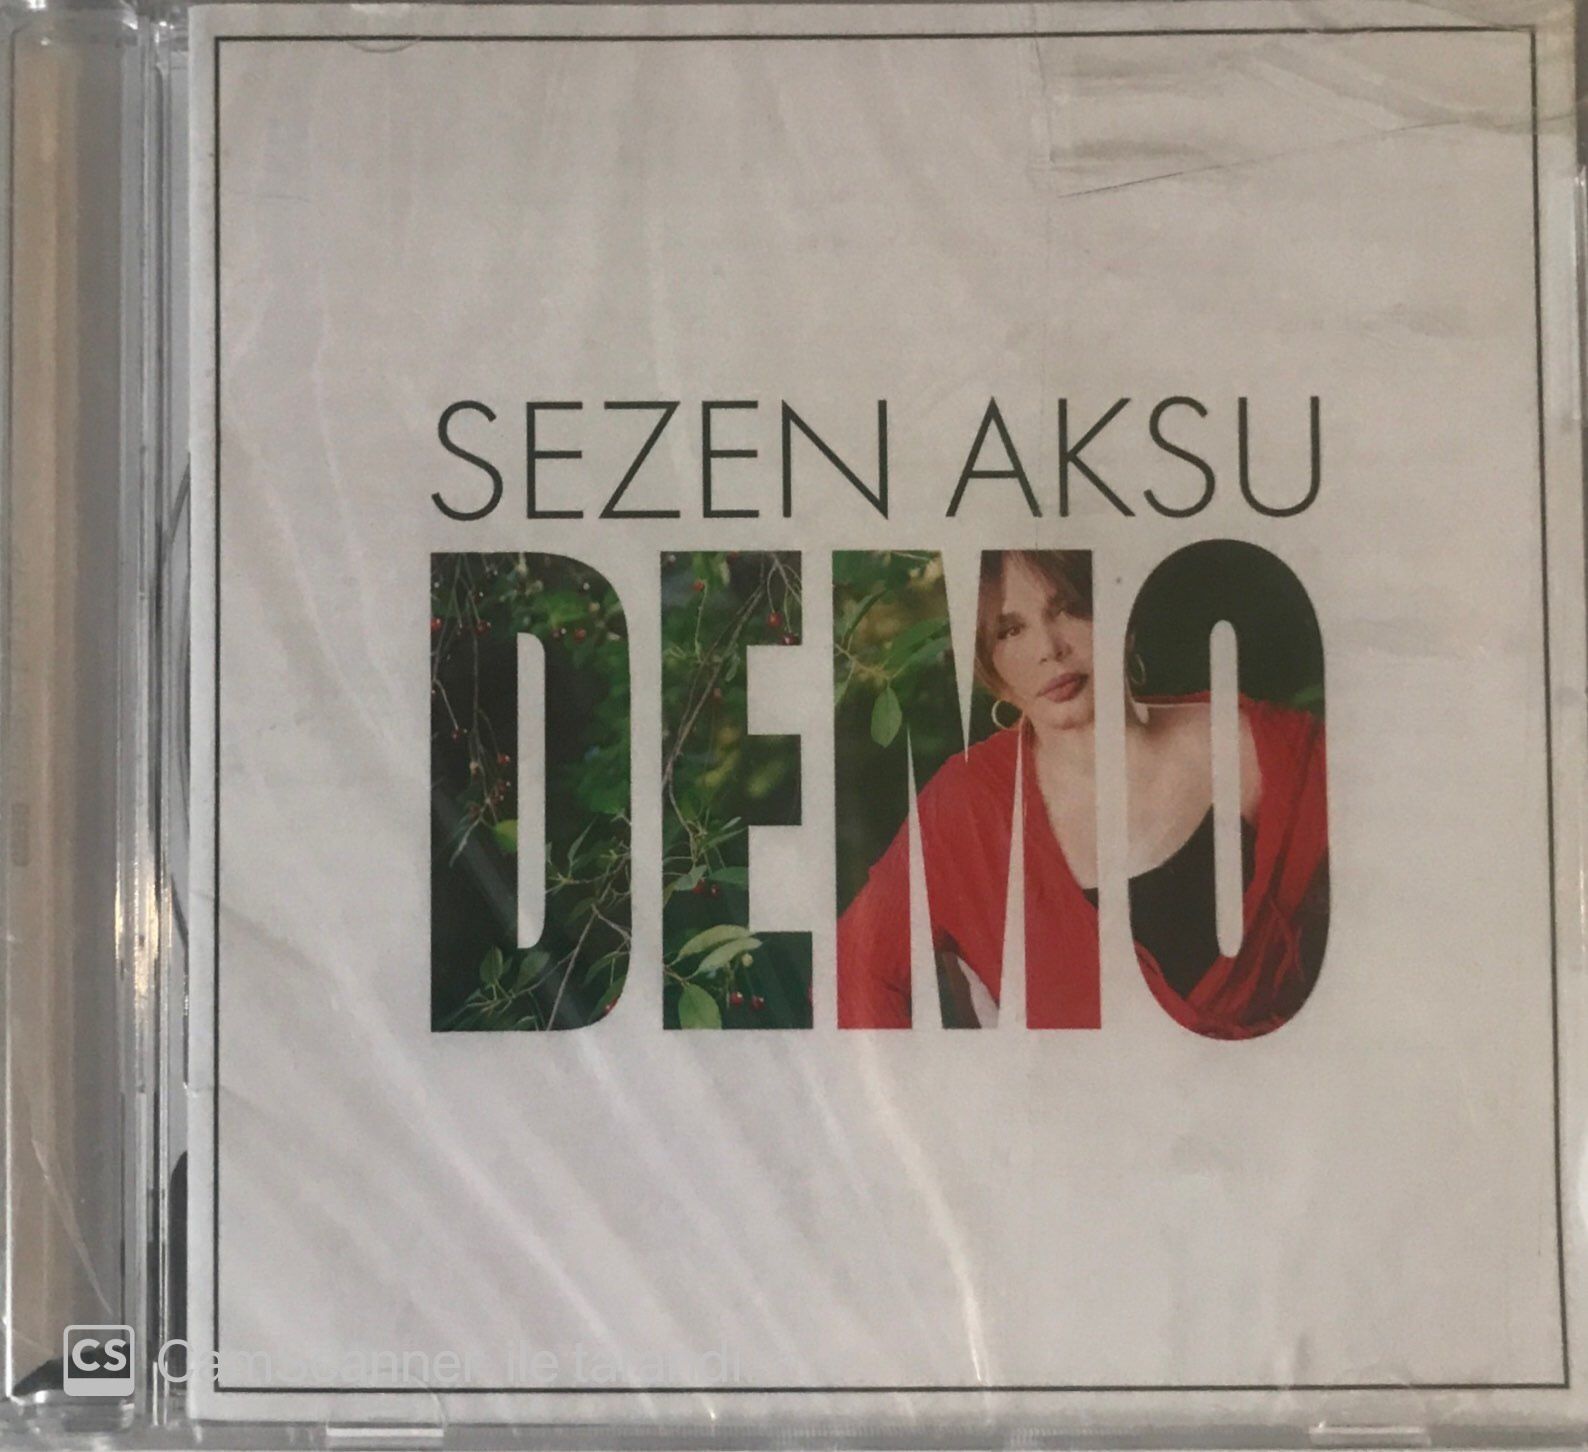 SEZEN AKSU
DEMO
CS CamScanner ile tarandı